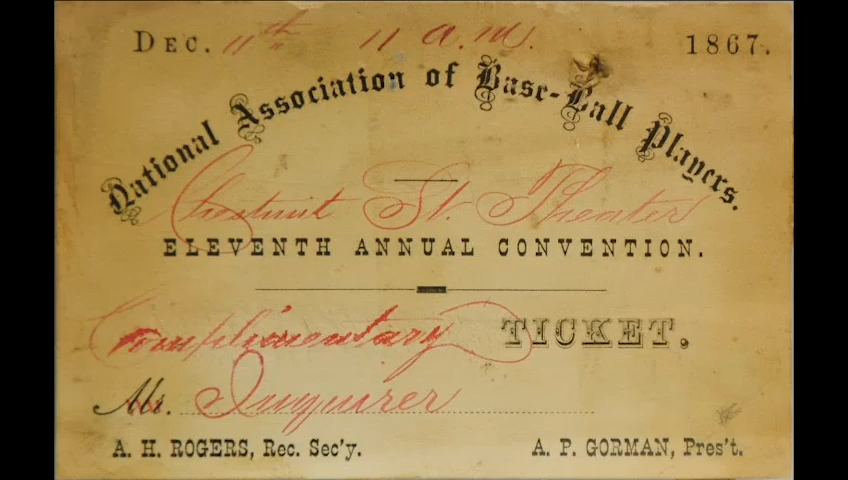 DEC. 11th 11 a.m. 1867.
National Association of Base-Ball Players.
Chestnut St. Theater
ELEVENTH ANNUAL CONVENTION.
Complimentary TICKET.
Mr. Inquirer
A. H. ROGERS, Rec. Sec'y. A. P. GORMAN, Pres't.